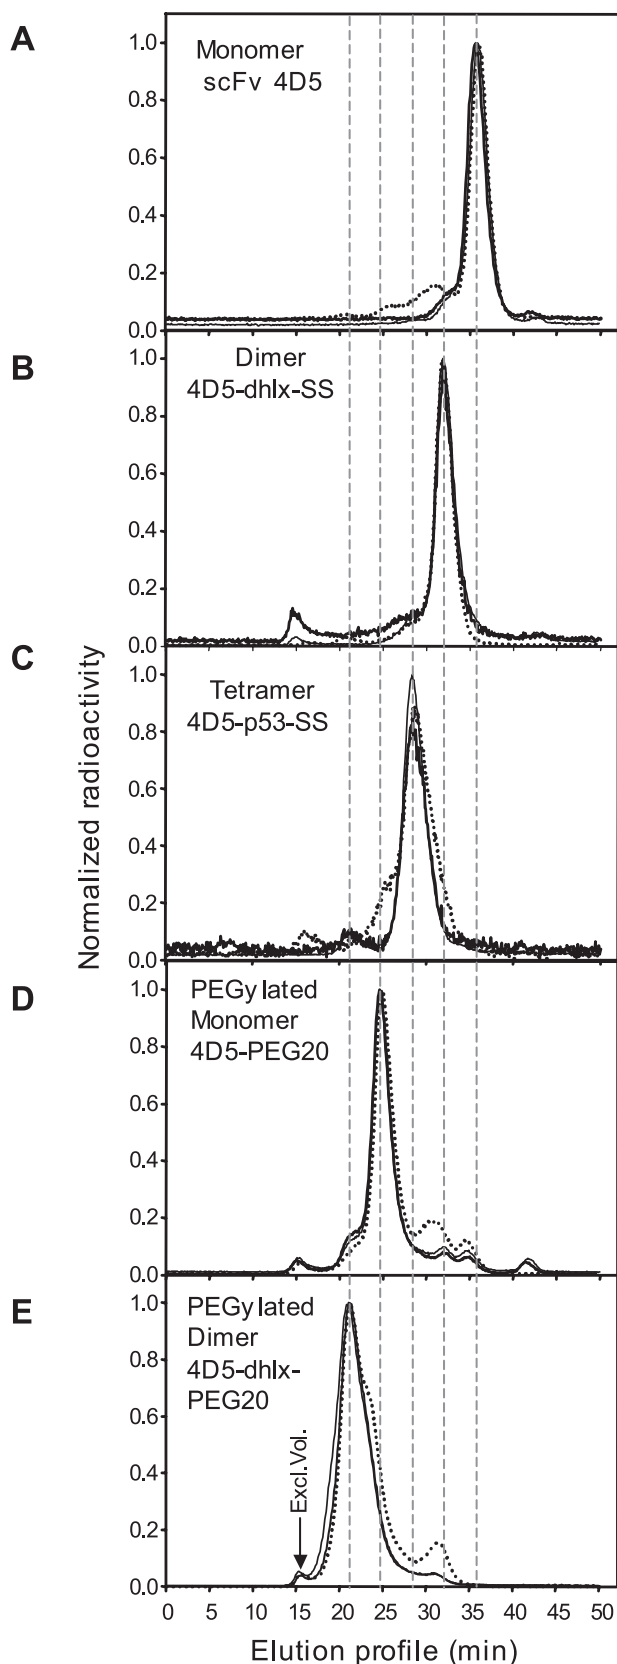 A
Monomer
scFv 4D5
1.0
0.8
0.6
0.4
0.2
0.0
B
Dimer
4D5-dhlx-SS
1.0
0.8
0.6
0.4
0.2
0.0
C
Tetramer
4D5-p53-SS
1.0
0.8
0.6
0.4
0.2
0.0
Normalized radioactivity
D
PEGylated
Monomer
4D5-PEG20
1.0
0.8
0.6
0.4
0.2
0.0
E
PEGylated
Dimer
4D5-dhlx-
PEG20
Excl.Vol.
1.0
0.8
0.6
0.4
0.2
0.0
0 5 10 15 20 25 30 35 40 45 50
Elution profile (min)